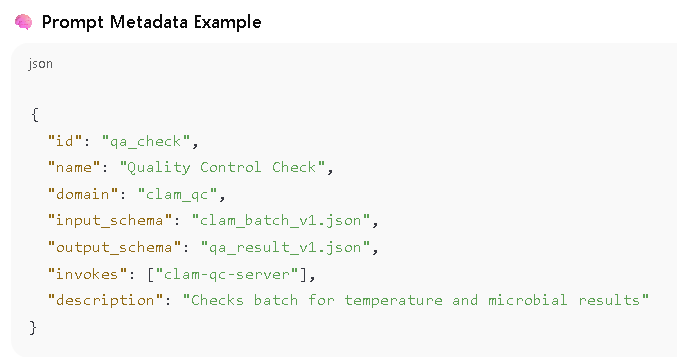 🧠 Prompt Metadata Example
json
{
"id": "qa_check",
"name": "Quality Control Check",
"domain": "clam_qc",
"input_schema": "clam_batch_v1.json",
"output_schema": "qa_result_v1.json",
"invokes": ["clam-qc-server"],
"description": "Checks batch for temperature and microbial results"
}